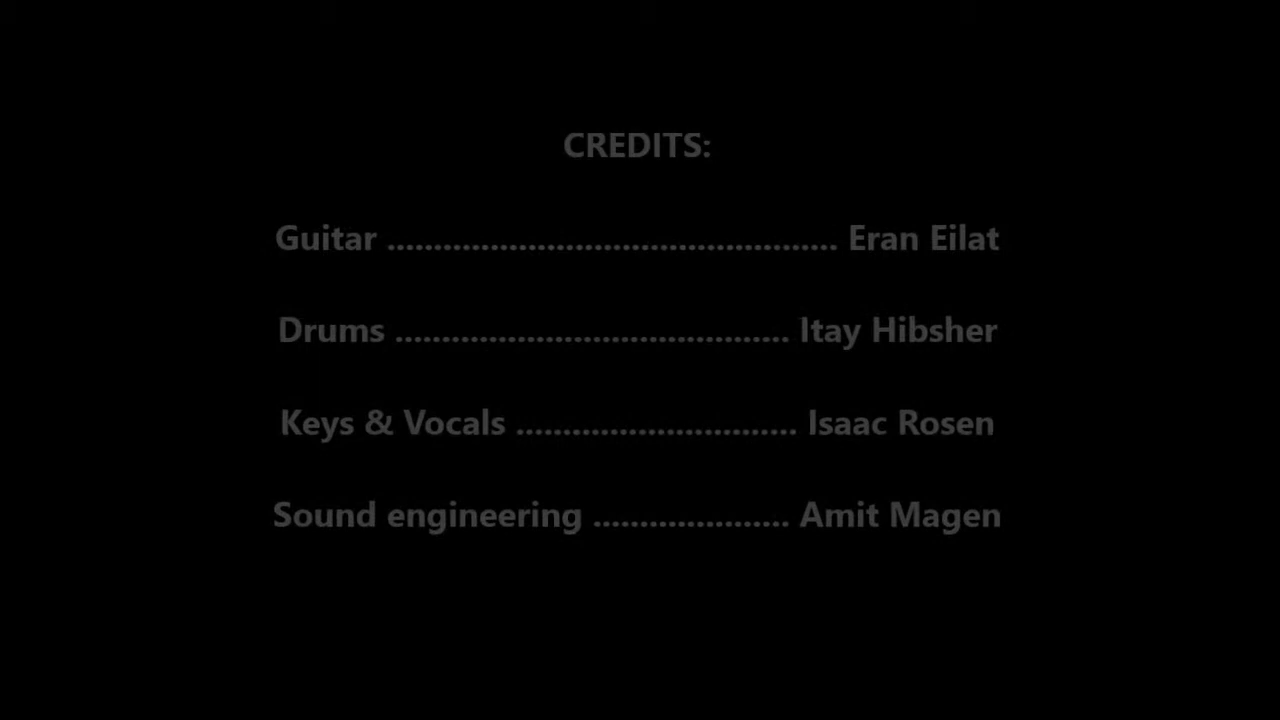 CREDITS:
Guitar ................................................ Eran Eilat
Drums .......................................... Itay Hibsher
Keys & Vocals .............................. Isaac Rosen
Sound engineering ..................... Amit Magen